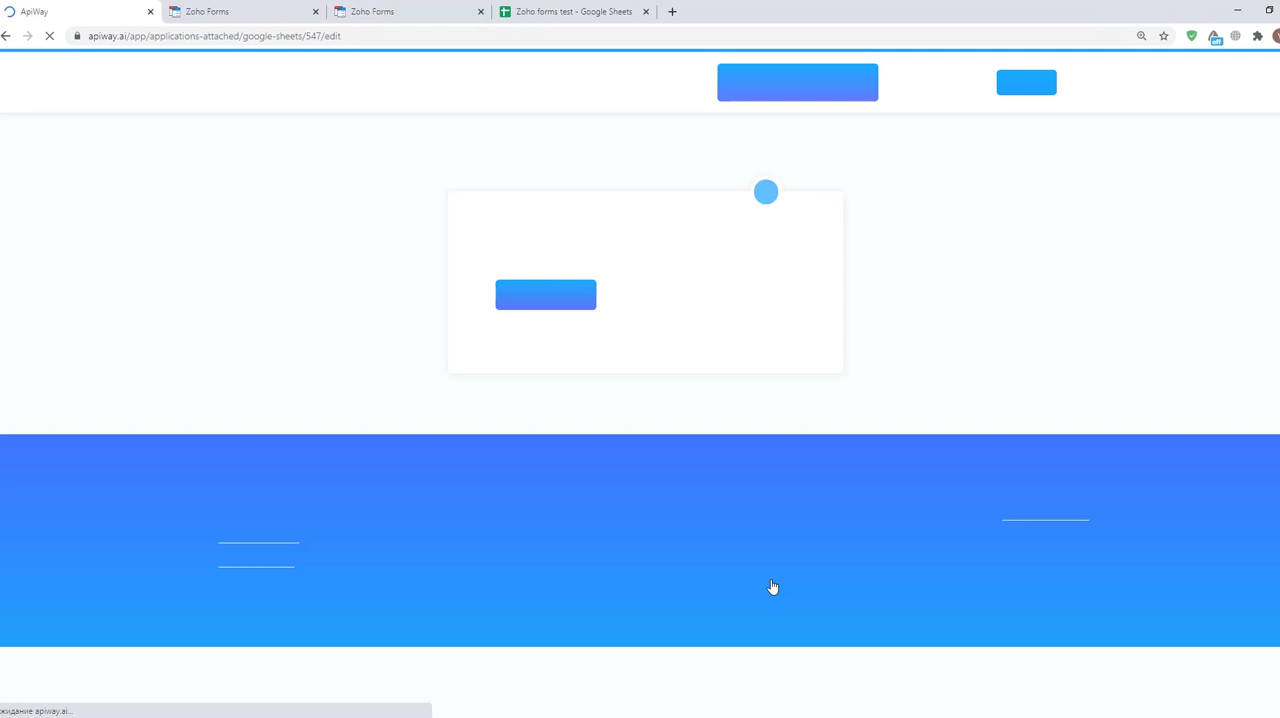 ApiWay
Zoho Forms
Zoho Forms
Zoho forms test - Google Sheets
apiway.ai/app/applications-attached/google-sheets/547/edit
off
жидание apiway.ai...